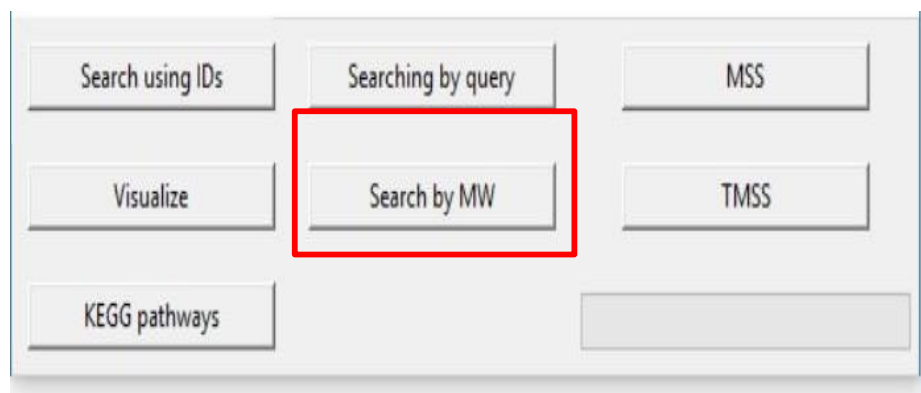 Search using IDs
Searching by query
MSS
Visualize
Search by MW
TMSS
KEGG pathways